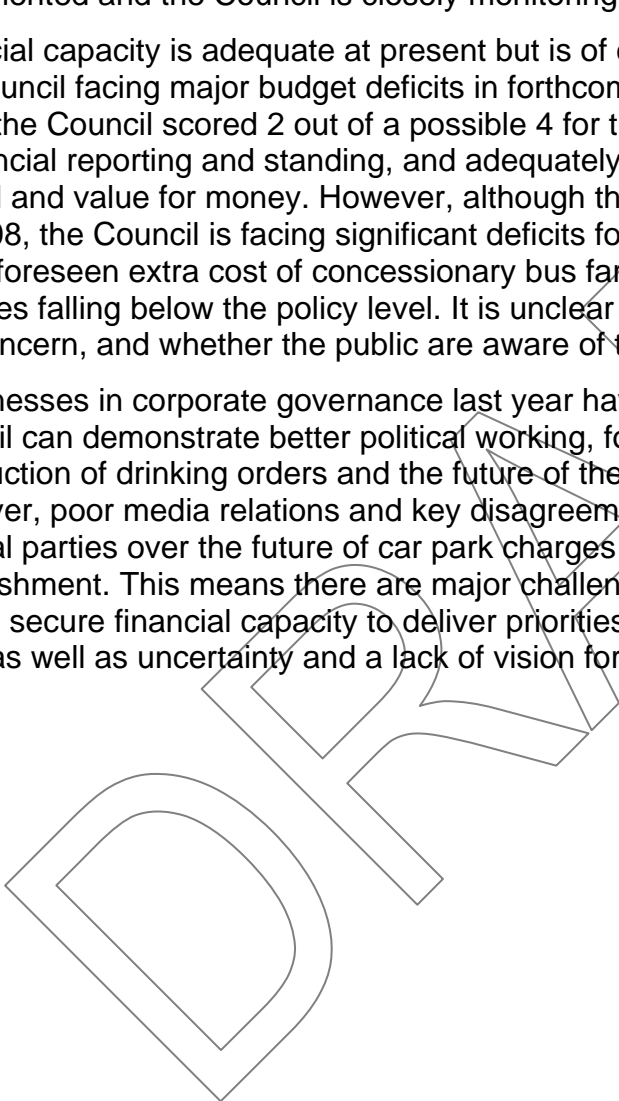 ented and the Council is closely monitoring
cial capacity is adequate at present but is of
uncil facing major budget deficits in forthcom
the Council scored 2 out of a possible 4 for t
ncial reporting and standing, and adequately
l and value for money. However, although th
08, the Council is facing significant deficits fo
foreseen extra cost of concessionary bus far
es falling below the policy level. It is unclear
ncern, and whether the public are aware of t
nesses in corporate governance last year hav
il can demonstrate better political working, fo
uction of drinking orders and the future of the
ver, poor media relations and key disagreem
al parties over the future of car park charges
shment. This means there are major challen
secure financial capacity to deliver priorities
as well as uncertainty and a lack of vision for
DRA